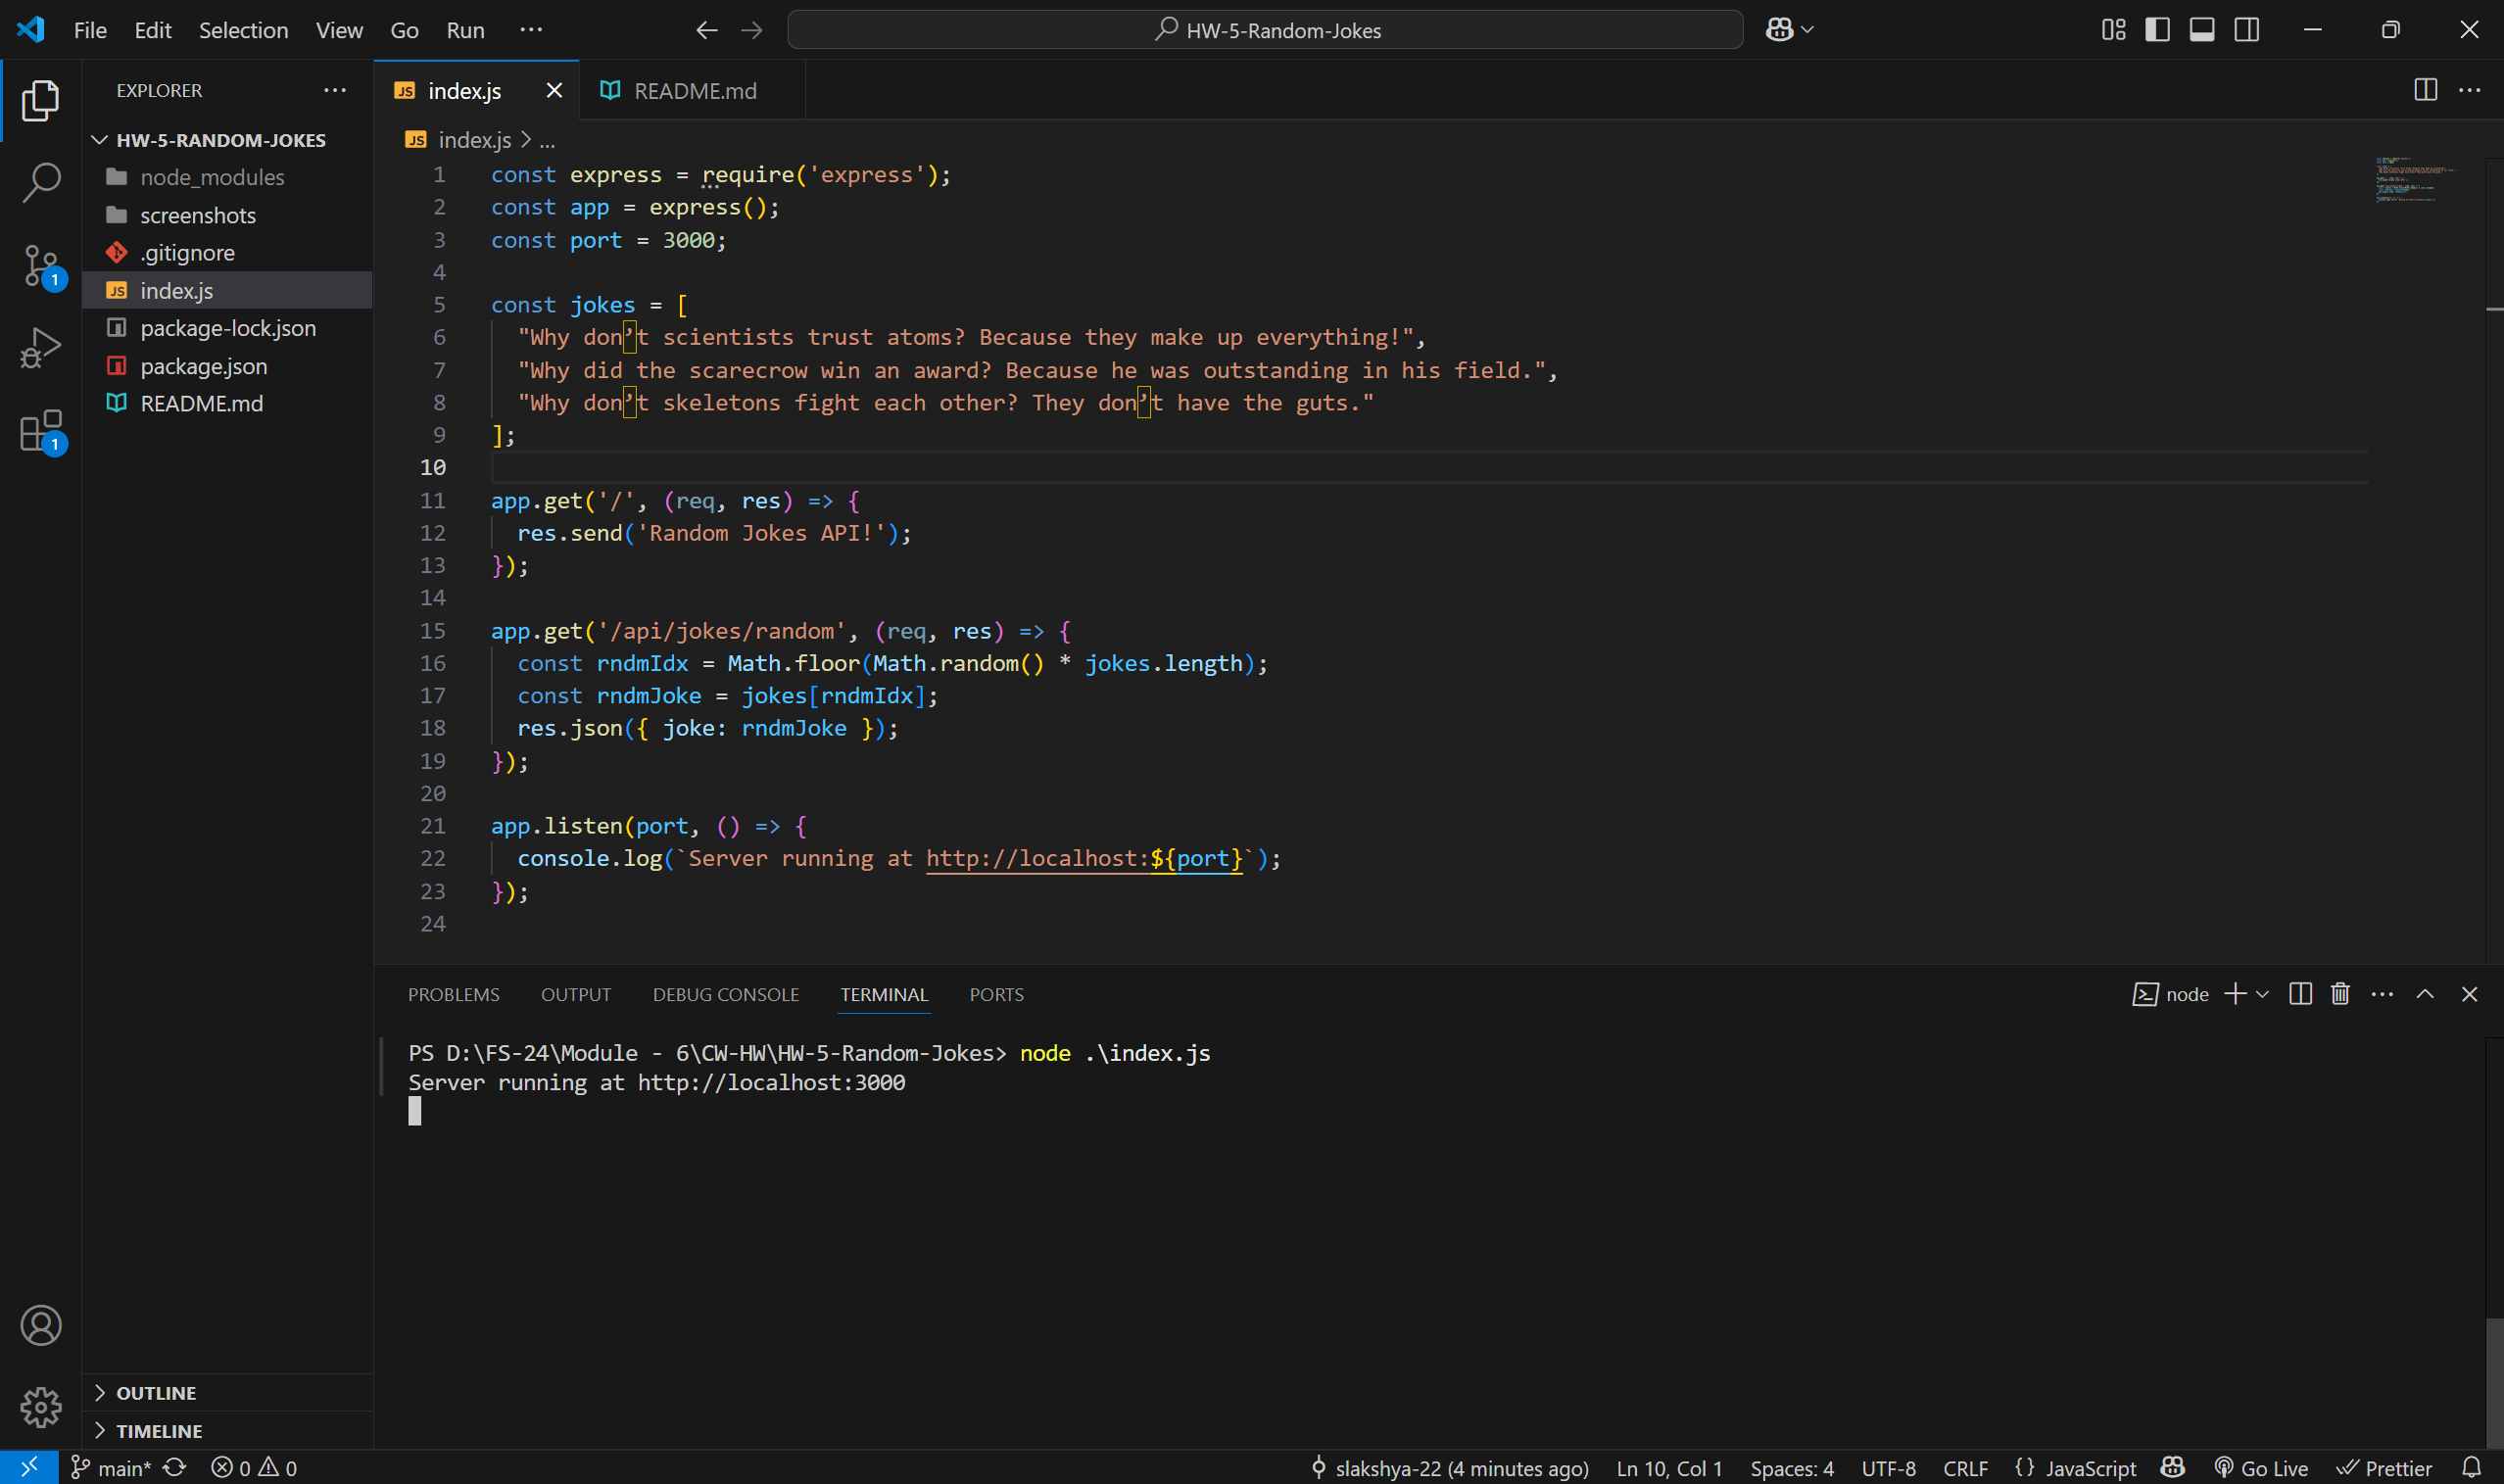 File Edit Selection View Go Run ··· HW-5-Random-Jokes
EXPLORER ···
HW-5-RANDOM-JOKES
node_modules
screenshots
.gitignore
JS index.js
package-lock.json
package.json
README.md
OUTLINE
TIMELINE
1
1
JS index.js README.md
JS index.js > ...
1 const express = require('express');
2 const app = express();
3 const port = 3000;
4
5 const jokes = [
6 "Why don’t scientists trust atoms? Because they make up everything!",
7 "Why did the scarecrow win an award? Because he was outstanding in his field.",
8 "Why don’t skeletons fight each other? They don’t have the guts."
9 ];
10
11 app.get('/', (req, res) => {
12 res.send('Random Jokes API!');
13 });
14
15 app.get('/api/jokes/random', (req, res) => {
16 const rndmIdx = Math.floor(Math.random() * jokes.length);
17 const rndmJoke = jokes[rndmIdx];
18 res.json({ joke: rndmJoke });
19 });
20
21 app.listen(port, () => {
22 console.log(`Server running at http://localhost:${port}`);
23 });
24
PROBLEMS OUTPUT DEBUG CONSOLE TERMINAL PORTS node
PS D:\FS-24\Module - 6\CW-HW\HW-5-Random-Jokes> node .\index.js
Server running at http://localhost:3000
main* 0 0 slakshya-22 (4 minutes ago) Ln 10, Col 1 Spaces: 4 UTF-8 CRLF {} JavaScript Go Live Prettier